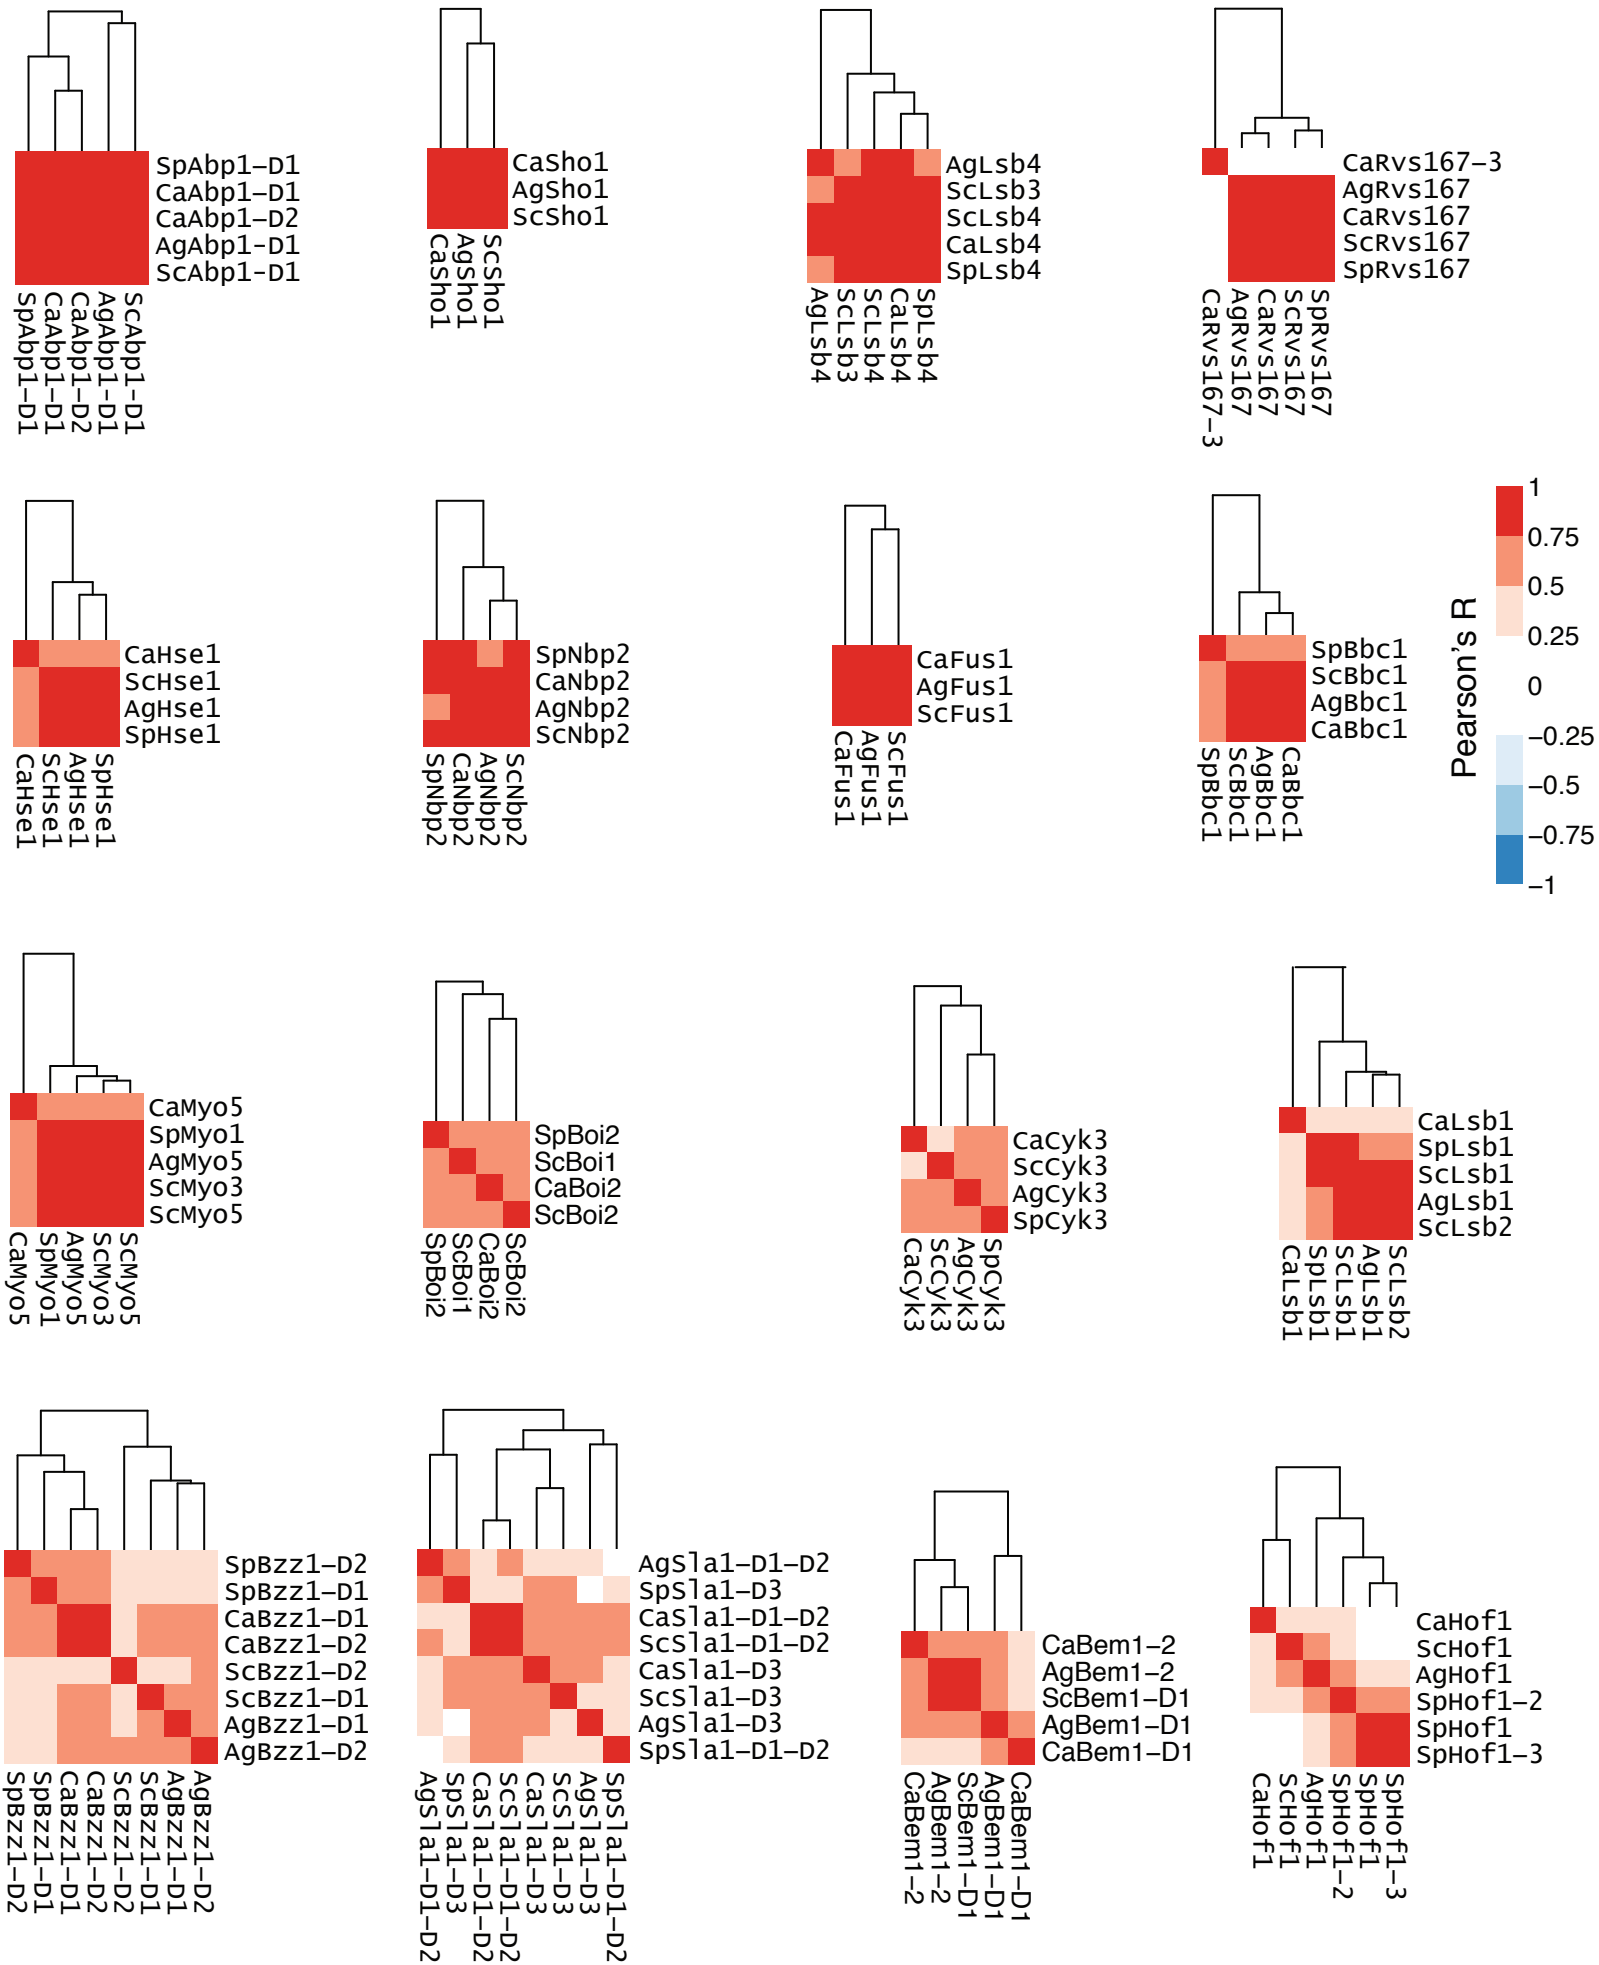 SpAbp1-D1
CaAbp1-D1
CaAbp1-D2
AgAbp1-D1
ScAbp1-D1
SpAbp1-D1
CaAbp1-D1
CaAbp1-D2
AgAbp1-D1
ScAbp1-D1
CaSho1
AgSho1
ScSho1
CaSho1
AgSho1
ScSho1
AgLsb4
ScLsb3
ScLsb4
CaLsb4
SpLsb4
AgLsb4
ScLsb3
ScLsb4
CaLsb4
SpLsb4
CaRvs167-3
AgRvs167
CaRvs167
ScRvs167
SpRvs167
CaRvs167-3
AgRvs167
CaRvs167
ScRvs167
SpRvs167
CaHse1
ScHse1
AgHse1
SpHse1
CaHse1
ScHse1
AgHse1
SpHse1
SpNbp2
CaNbp2
AgNbp2
ScNbp2
SpNbp2
CaNbp2
AgNbp2
ScNbp2
CaFus1
AgFus1
ScFus1
CaFus1
AgFus1
ScFus1
SpBbc1
ScBbc1
AgBbc1
CaBbc1
SpBbc1
ScBbc1
AgBbc1
CaBbc1
Pearson's R
1
0.75
0.5
0.25
0
-0.25
-0.5
-0.75
-1
CaMyo5
SpMyo1
AgMyo5
ScMyo3
ScMyo5
CaMyo5
SpMyo1
AgMyo5
ScMyo3
ScMyo5
SpBoi2
ScBoi1
CaBoi2
ScBoi2
SpBoi2
ScBoi1
CaBoi2
ScBoi2
CaCyk3
ScCyk3
AgCyk3
SpCyk3
CaCyk3
ScCyk3
AgCyk3
SpCyk3
CaLsb1
SpLsb1
ScLsb1
AgLsb1
ScLsb2
CaLsb1
SpLsb1
ScLsb1
AgLsb1
ScLsb2
SpBzz1-D2
SpBzz1-D1
CaBzz1-D1
CaBzz1-D2
ScBzz1-D2
ScBzz1-D1
AgBzz1-D1
AgBzz1-D2
SpBzz1-D2
SpBzz1-D1
CaBzz1-D1
CaBzz1-D2
ScBzz1-D2
ScBzz1-D1
AgBzz1-D1
AgBzz1-D2
AgSla1-D1-D2
SpSla1-D3
CaSla1-D1-D2
ScSla1-D1-D2
CaSla1-D3
ScSla1-D3
AgSla1-D3
SpSla1-D1-D2
AgSla1-D1-D2
SpSla1-D3
CaSla1-D1-D2
ScSla1-D1-D2
CaSla1-D3
ScSla1-D3
AgSla1-D3
SpSla1-D1-D2
CaBem1-2
AgBem1-2
ScBem1-D1
AgBem1-D1
CaBem1-D1
CaBem1-2
AgBem1-2
ScBem1-D1
AgBem1-D1
CaBem1-D1
CaHof1
ScHof1
AgHof1
SpHof1-2
SpHof1
SpHof1-3
CaHof1
ScHof1
AgHof1
SpHof1-2
SpHof1
SpHof1-3